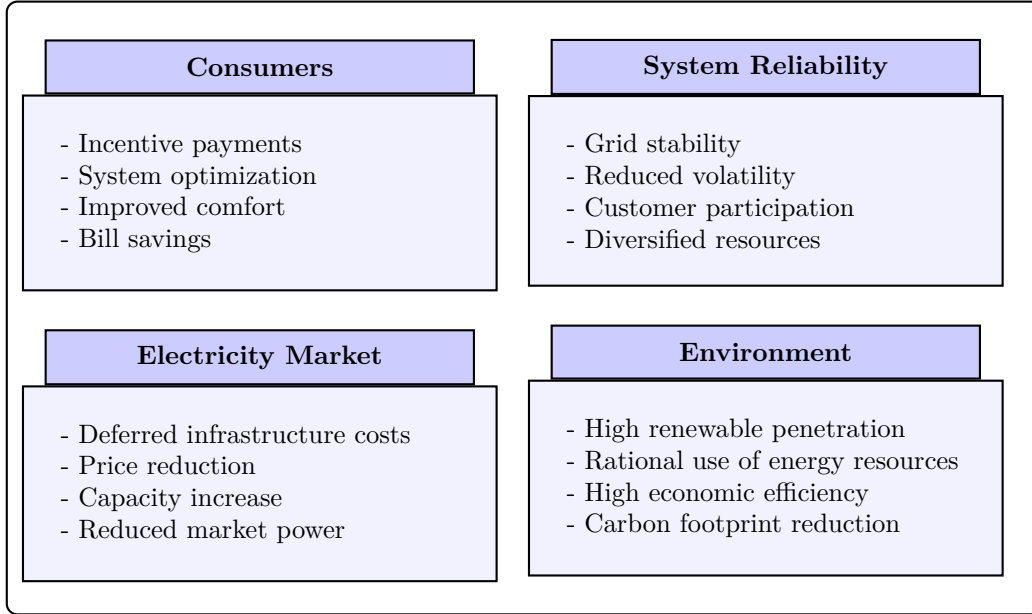 Consumers
- Incentive payments
- System optimization
- Improved comfort
- Bill savings
System Reliability
- Grid stability
- Reduced volatility
- Customer participation
- Diversified resources
Electricity Market
- Deferred infrastructure costs
- Price reduction
- Capacity increase
- Reduced market power
Environment
- High renewable penetration
- Rational use of energy resources
- High economic efficiency
- Carbon footprint reduction